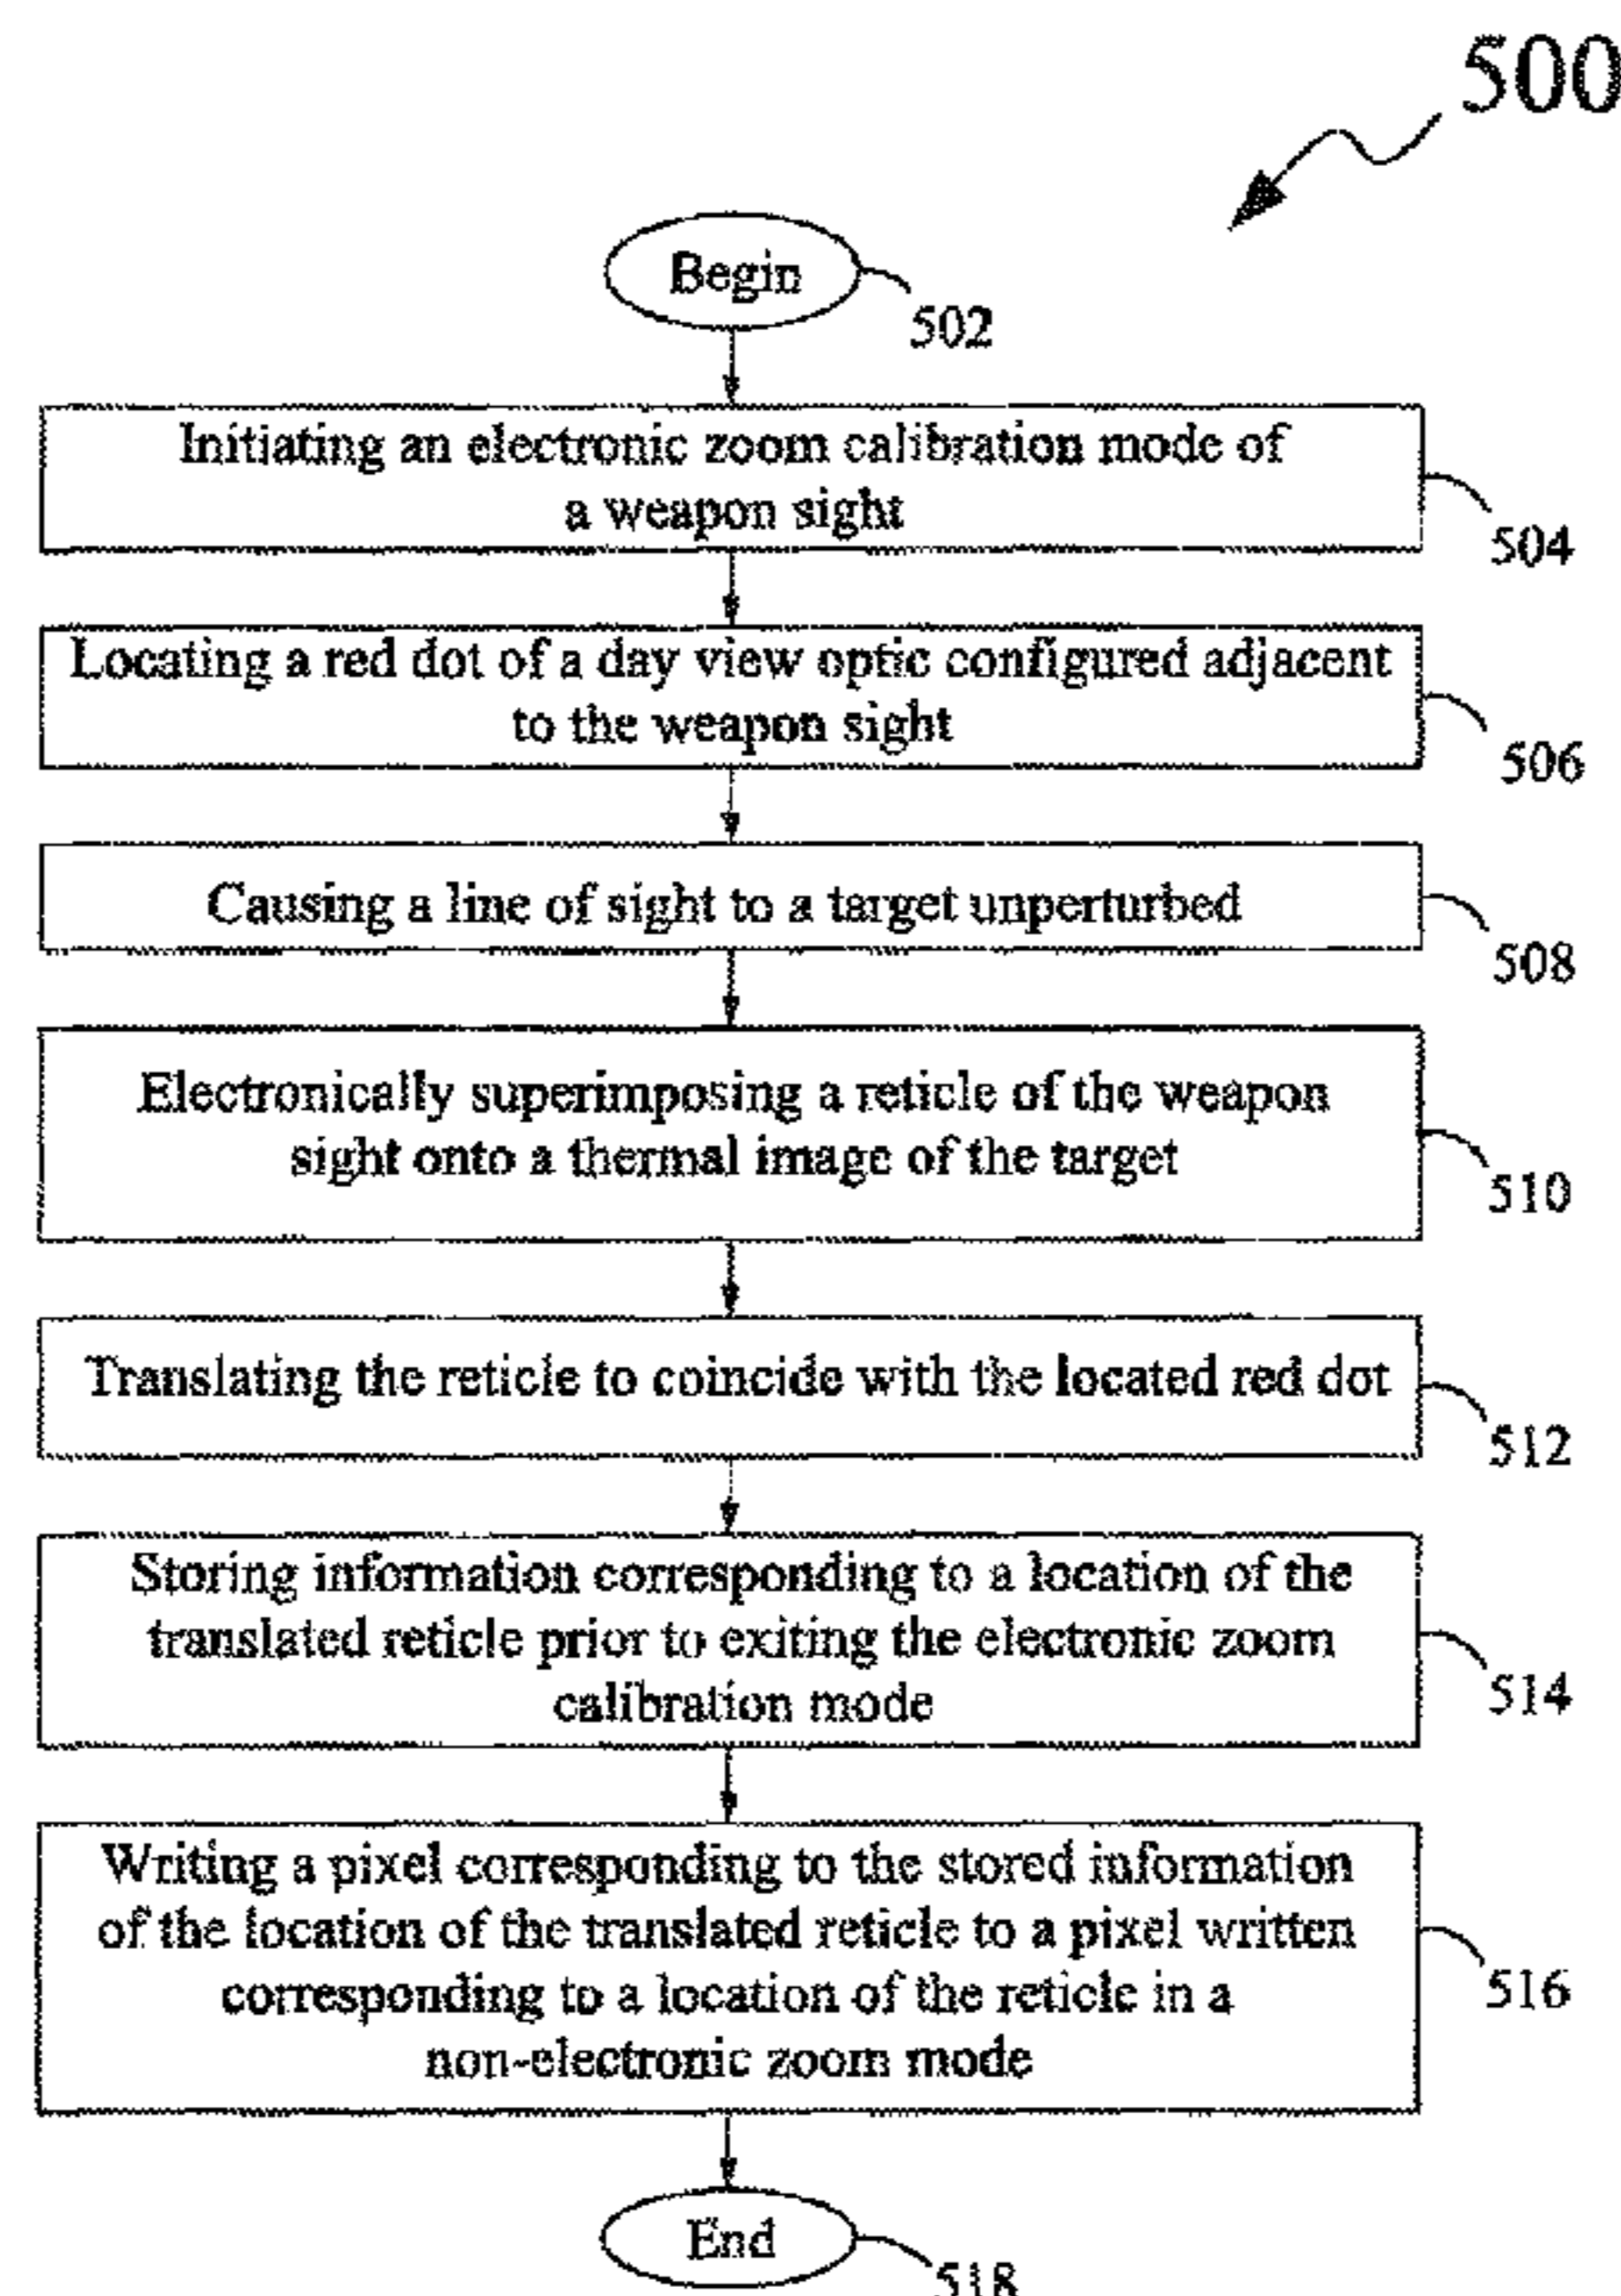 500
Begin
502
Initiating an electronic zoom calibration mode of
a weapon sight
504
Locating a red dot of a day view optic configured adjacent
to the weapon sight
506
Causing a line of sight to a target unperturbed
508
Electronically superimposing a reticle of the weapon
sight onto a thermal image of the target
510
Translating the reticle to coincide with the located red dot
512
Storing information corresponding to a location of the
translated reticle prior to exiting the electronic zoom
calibration mode
514
Writing a pixel corresponding to the stored information
of the location of the translated reticle to a pixel written
corresponding to a location of the reticle in a
non-electronic zoom mode
516
End
518